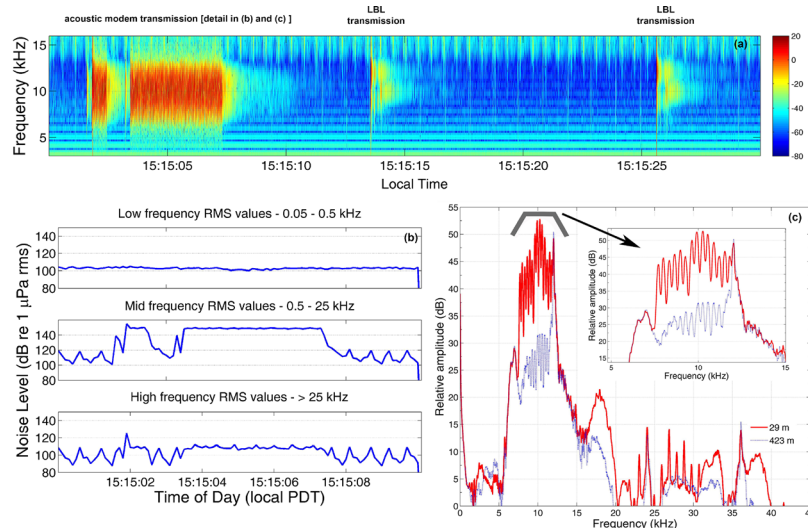 acoustic modem transmission [detail in (b) and (c) ]
LBL
transmission
LBL
transmission
(a)
Frequency (kHz)
15
10
5
15:15:05
15:15:10
15:15:15
15:15:20
15:15:25
Local Time
20
0
-20
-40
-60
-80
Low frequency RMS values - 0.05 - 0.5 kHz
(b)
140
120
100
80
Mid frequency RMS values - 0.5 - 25 kHz
140
120
100
80
High frequency RMS values - > 25 kHz
140
120
100
80
Noise Level (dB re 1 µPa rms)
15:15:02
15:15:04
15:15:06
15:15:08
Time of Day (local PDT)
(c)
Relative amplitude (dB)
55
50
45
40
35
30
25
20
15
10
5
0
0
5
10
15
20
25
30
35
40
Frequency (kHz)
Relative amplitude (dB)
50
45
40
35
30
25
20
15
5
10
15
Frequency (kHz)
29 m
423 m